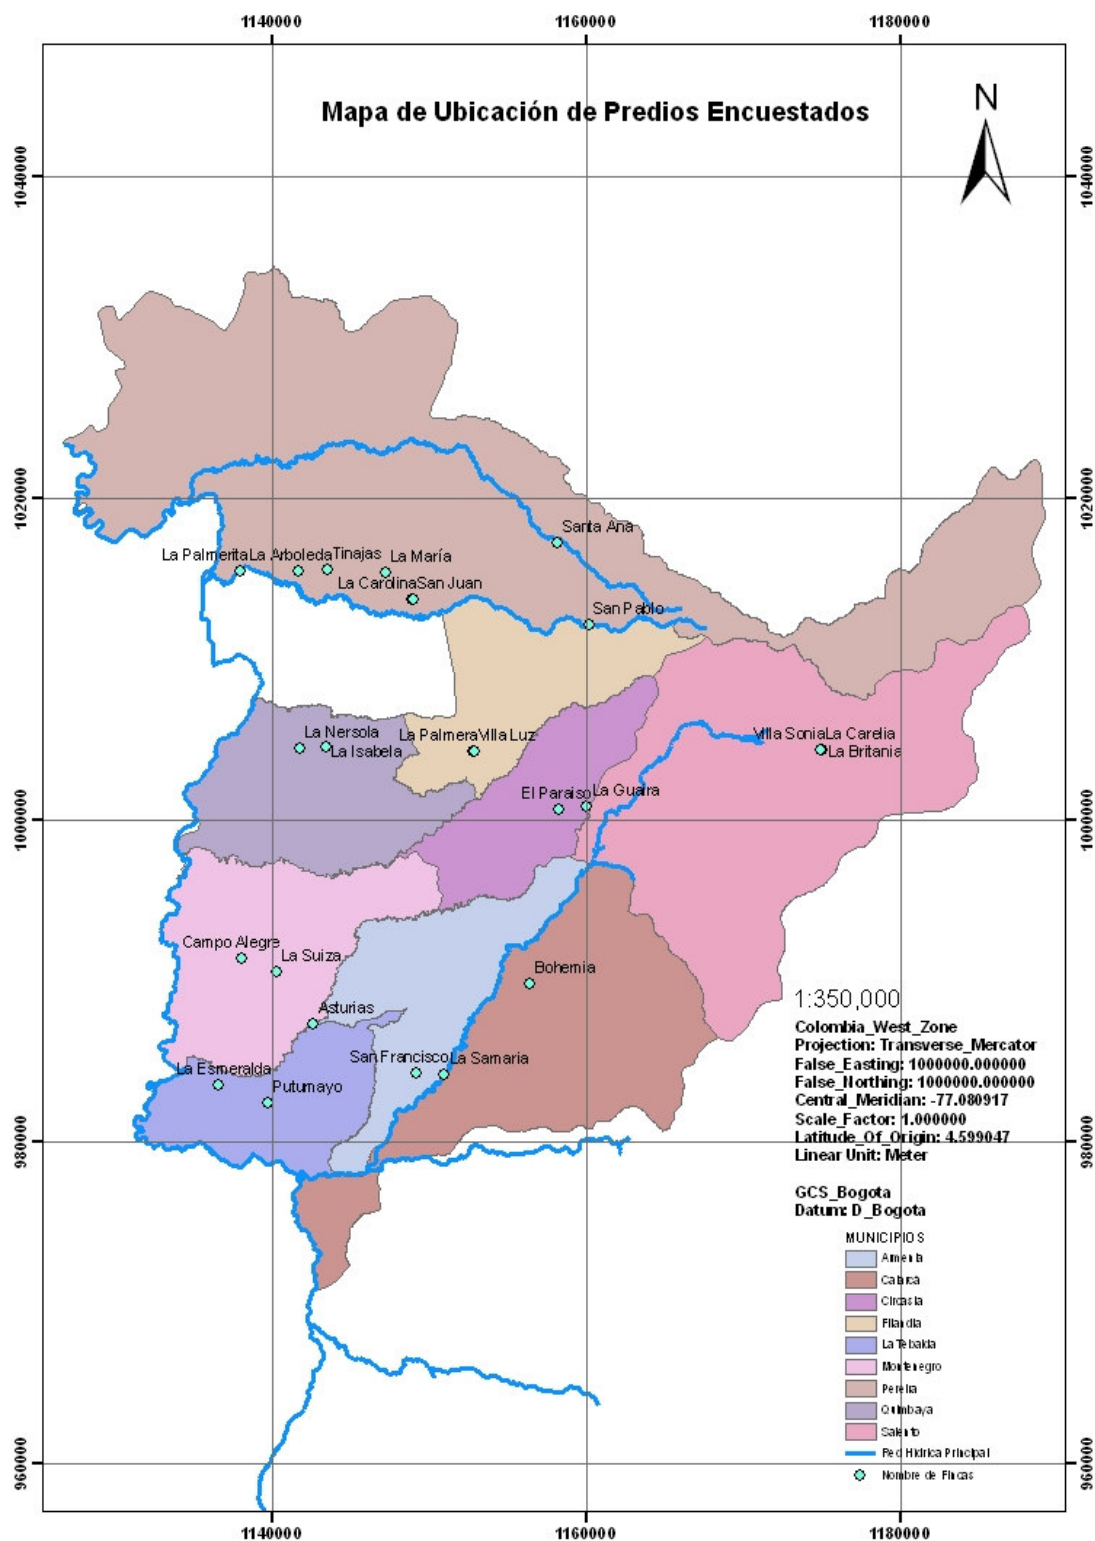 1140000 1160000 1180000
Mapa de Ubicación de Predios Encuestados
N
1040000 1040000
1020000 1020000
Santa Ana
La Palmerita La Arboleda Tinajas La María
La Carolina San Juan
San Pablo
La Nersola
La Isabela
La Palmera Villa Luz
Villa Sonia La Carelia
La Britania
El Paraiso La Guaira
1000000 1000000
Campo Alegre
La Suiza
Bohemia
Asturias
San Francisco La Samaria
La Esmeralda
Putumayo
1:350,000
Colombia_West_Zone
Projection: Transverse_Mercator
False_Easting: 1000000.000000
False_Northing: 1000000.000000
Central_Meridian: -77.080917
Scale_Factor: 1.000000
Latitude_Of_Origin: 4.599047
Linear Unit: Meter
980000 980000
GCS_Bogota
Datum: D_Bogota
MUNICIPIOS
Armenia
Calarcá
Circasia
Filandia
La Tebaida
Montenegro
Pereira
Quimbaya
Salento
Red Hídrica Principal
Nombre de Fincas
960000 960000
1140000 1160000 1180000